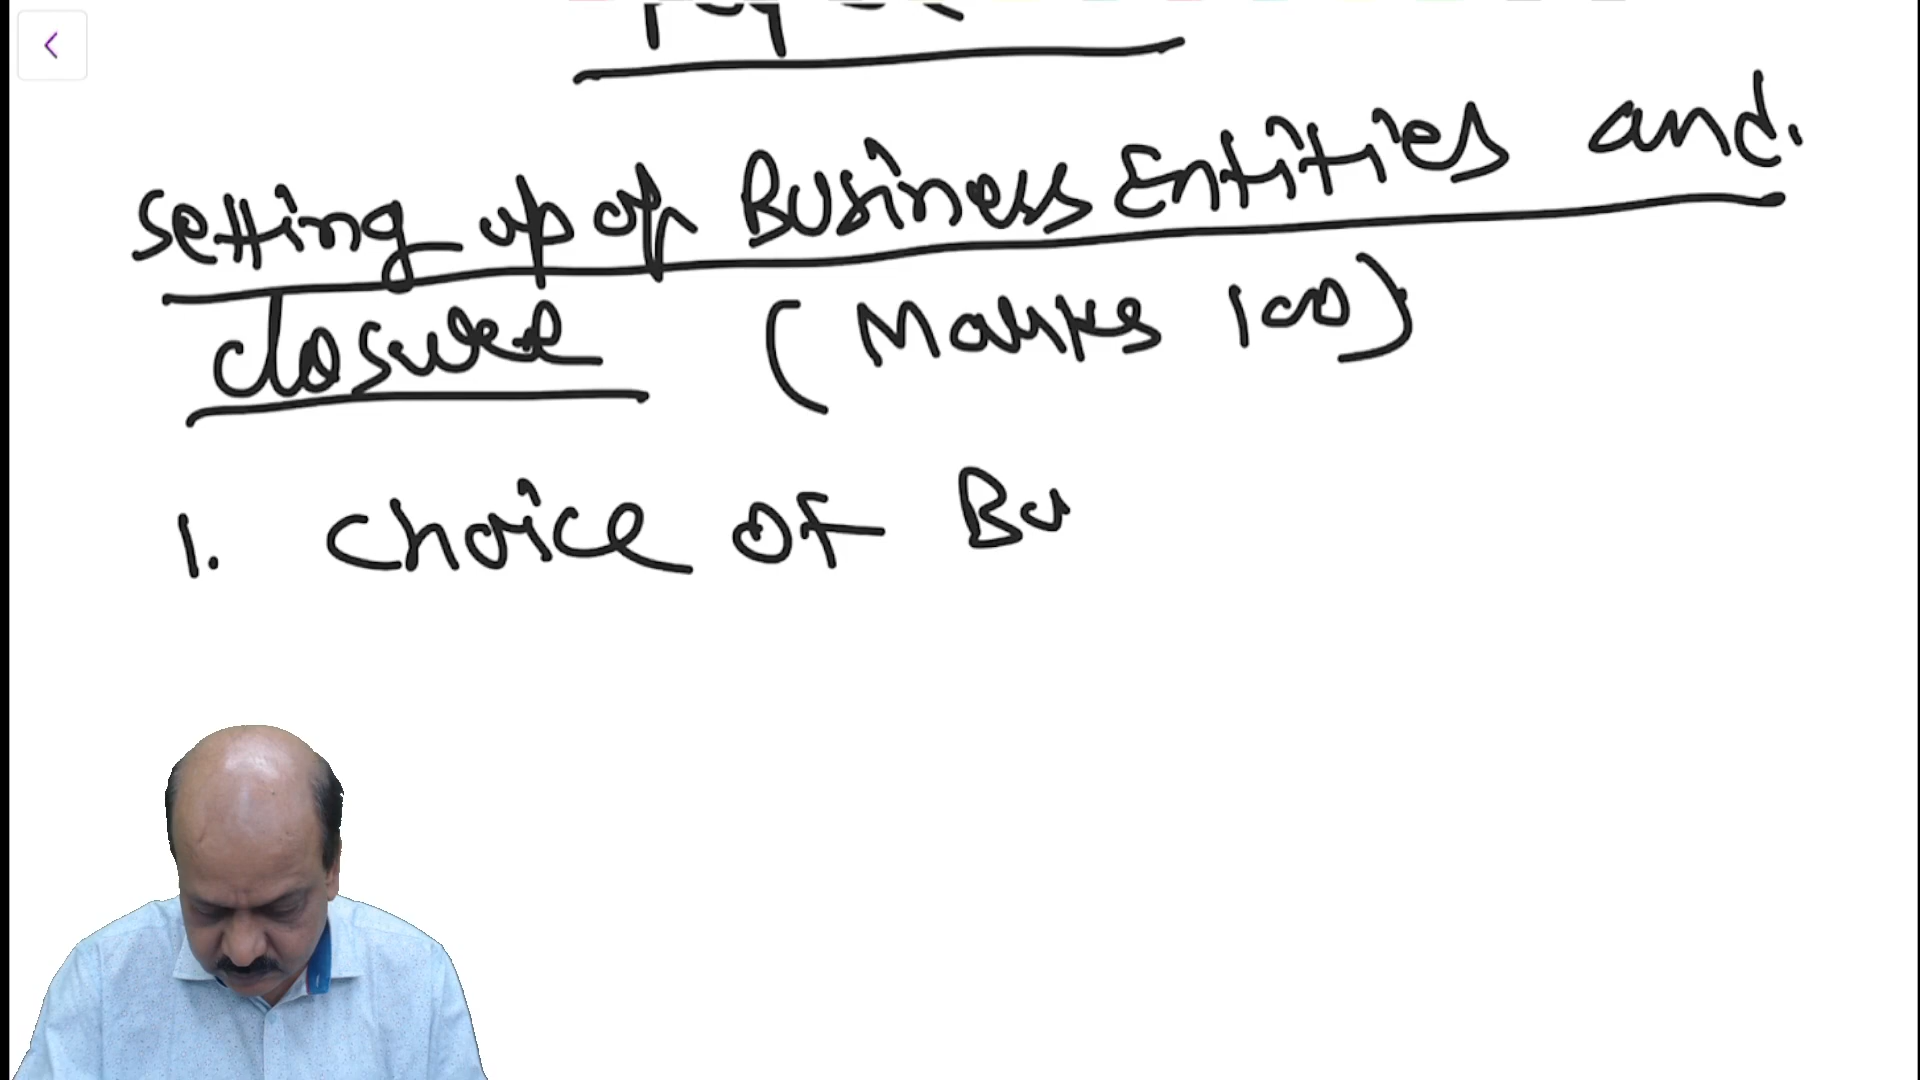 Setting up of Business Entities and
closure (Marks 100)
1. Choice of Bu